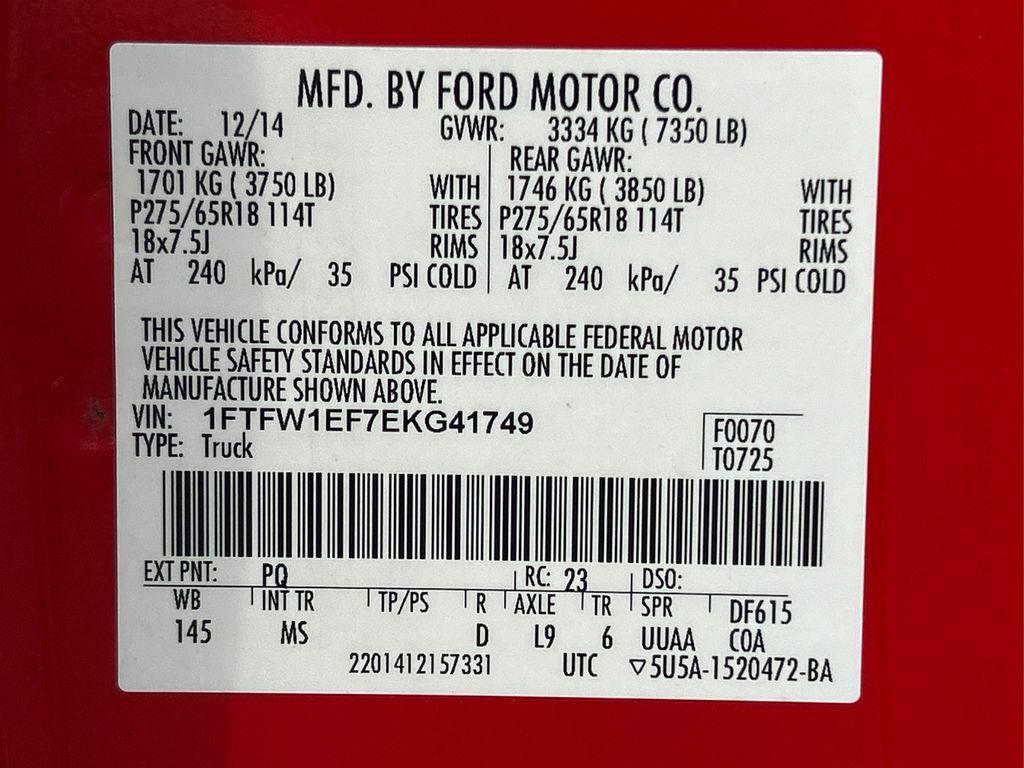 MFD. BY FORD MOTOR CO.
DATE: 12/14 GVWR: 3334 KG ( 7350 LB)
FRONT GAWR: REAR GAWR:
1701 KG ( 3750 LB) WITH 1746 KG ( 3850 LB) WITH
P275/65R18 114T TIRES P275/65R18 114T TIRES
18x7.5J RIMS 18x7.5J RIMS
AT 240 kPa/ 35 PSI COLD AT 240 kPa/ 35 PSI COLD
THIS VEHICLE CONFORMS TO ALL APPLICABLE FEDERAL MOTOR
VEHICLE SAFETY STANDARDS IN EFFECT ON THE DATE OF
MANUFACTURE SHOWN ABOVE.
VIN: 1FTFW1EF7EKG41749
TYPE: Truck
F0070
T0725
EXT PNT: PQ RC: 23 DSO:
WB INT TR TP/PS R AXLE TR SPR DF615
145 MS D L9 6 UUAA COA
2201412157331 UTC ▽5U5A-1520472-BA